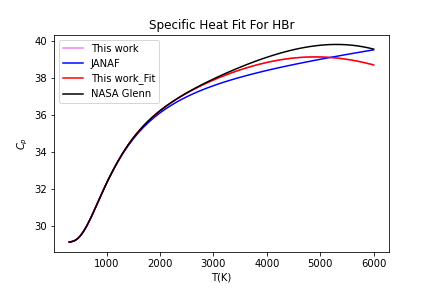 Specific Heat Fit For HBr
This work
JANAF
This work_Fit
NASA Glenn
C_p
40
38
36
34
32
30
1000 2000 3000 4000 5000 6000
T(K)